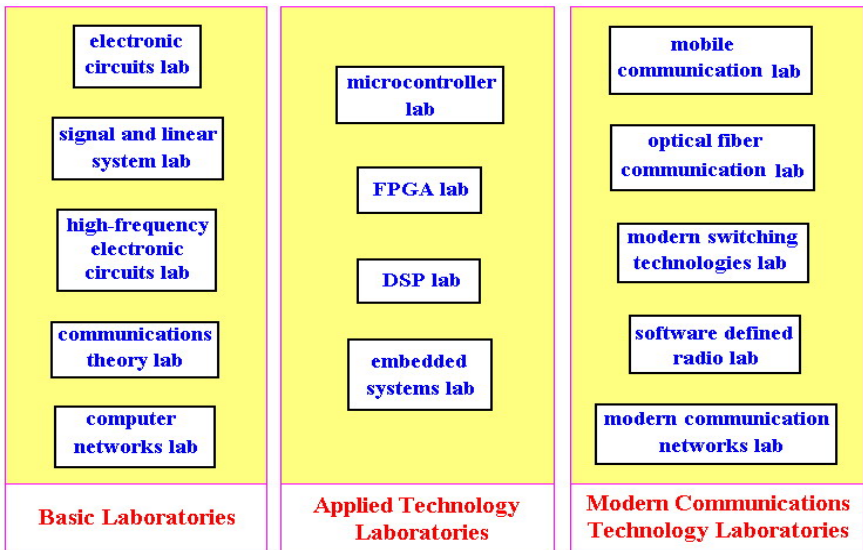 electronic
circuits lab
signal and linear
system lab
high-frequency
electronic
circuits lab
communications
theory lab
computer
networks lab
Basic Laboratories
microcontroller
lab
FPGA lab
DSP lab
embedded
systems lab
Applied Technology
Laboratories
mobile
communication lab
optical fiber
communication lab
modern switching
technologies lab
software defined
radio lab
modern communication
networks lab
Modern Communications
Technology Laboratories